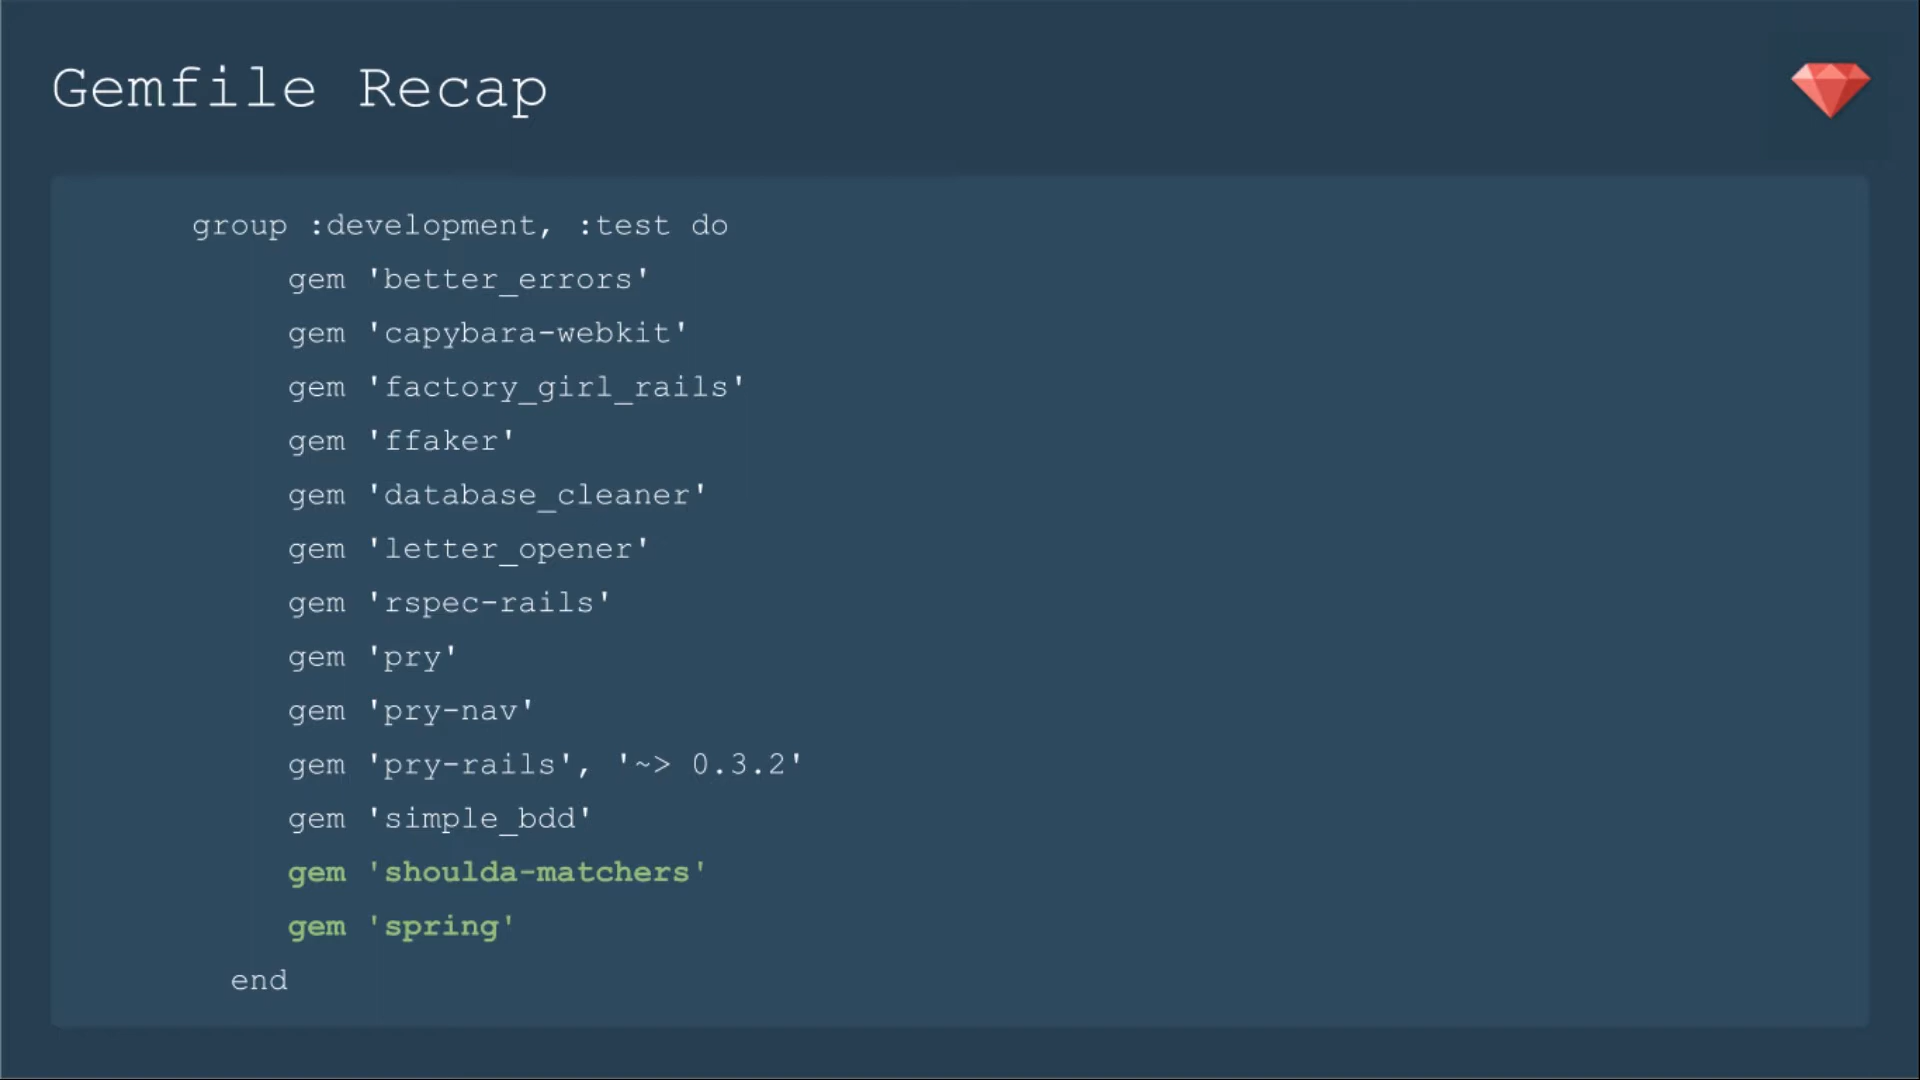 Gemfile Recap
group :development, :test do
gem 'better_errors'
gem 'capybara-webkit'
gem 'factory_girl_rails'
gem 'ffaker'
gem 'database_cleaner'
gem 'letter_opener'
gem 'rspec-rails'
gem 'pry'
gem 'pry-nav'
gem 'pry-rails', '~> 0.3.2'
gem 'simple_bdd'
gem 'shoulda-matchers'
gem 'spring'
end